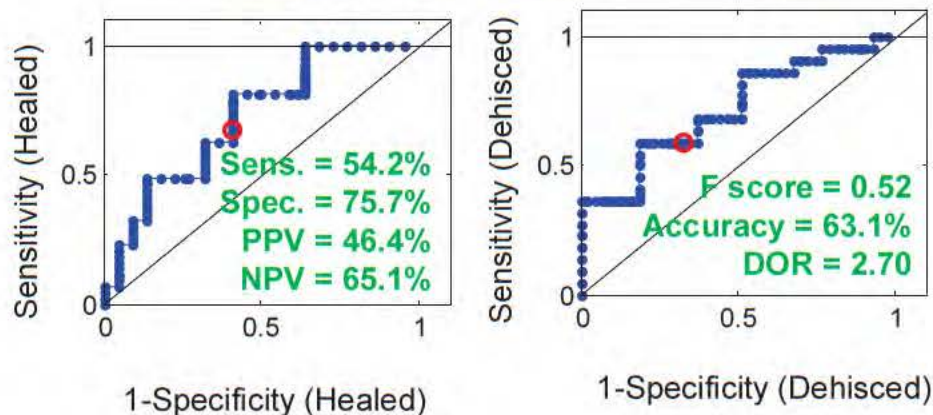 Sensitivity (Healed)
1
0.5
0
Sens. = 54.2%
Spec. = 75.7%
PPV = 46.4%
NPV = 65.1%
0
0.5
1
1-Specificity (Healed)
Sensitivity (Dehisced)
1
0.5
0
F score = 0.52
Accuracy = 63.1%
DOR = 2.70
0
0.5
1
1-Specificity (Dehisced)